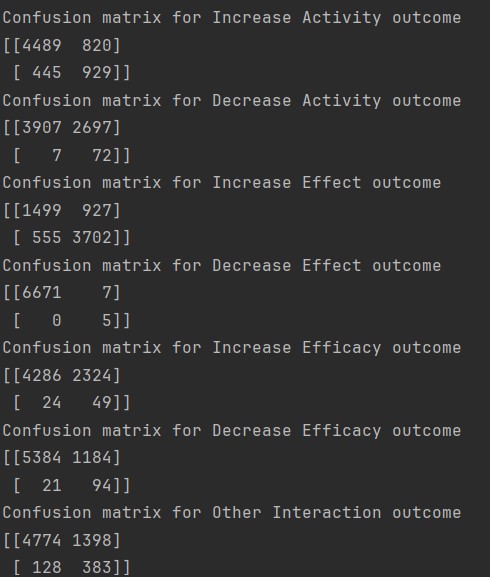 Confusion matrix for Increase Activity outcome
[[4489  820]
 [ 445  929]]
Confusion matrix for Decrease Activity outcome
[[3907 2697]
 [   7   72]]
Confusion matrix for Increase Effect outcome
[[1499  927]
 [ 555 3702]]
Confusion matrix for Decrease Effect outcome
[[6671    7]
 [   0    5]]
Confusion matrix for Increase Efficacy outcome
[[4286 2324]
 [  24   49]]
Confusion matrix for Decrease Efficacy outcome
[[5384 1184]
 [  21   94]]
Confusion matrix for Other Interaction outcome
[[4774 1398]
 [ 128  383]]